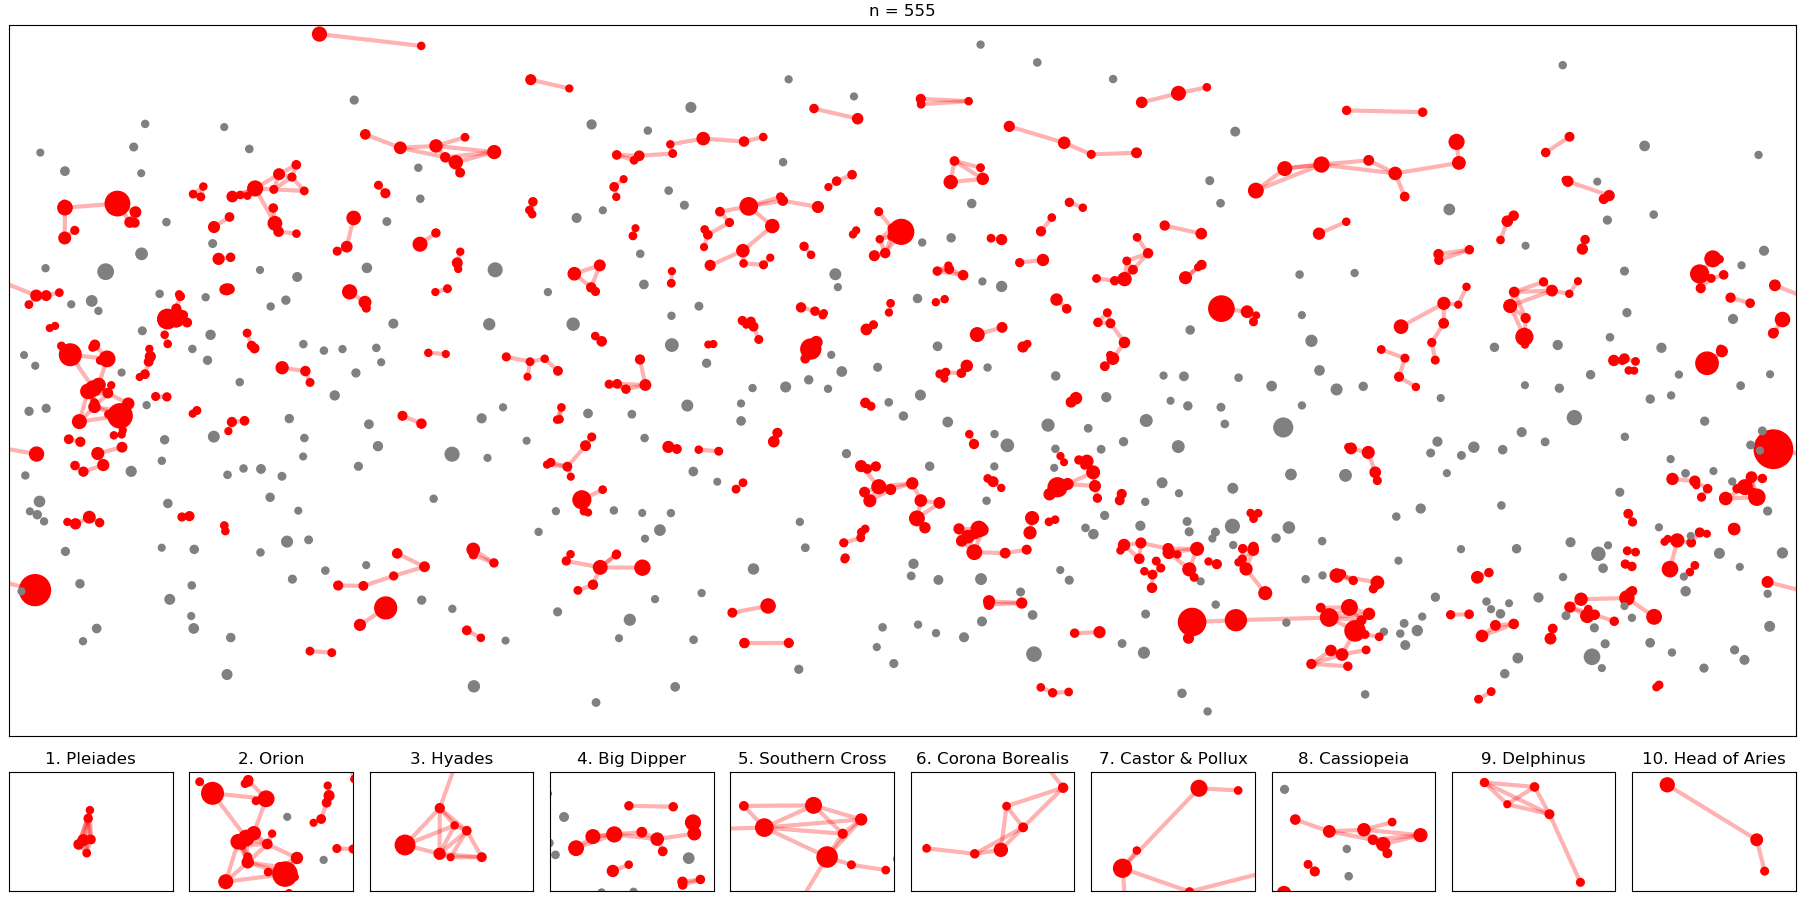 n = 555
1. Pleiades
2. Orion
3. Hyades
4. Big Dipper
5. Southern Cross
6. Corona Borealis
7. Castor & Pollux
8. Cassiopeia
9. Delphinus
10. Head of Aries